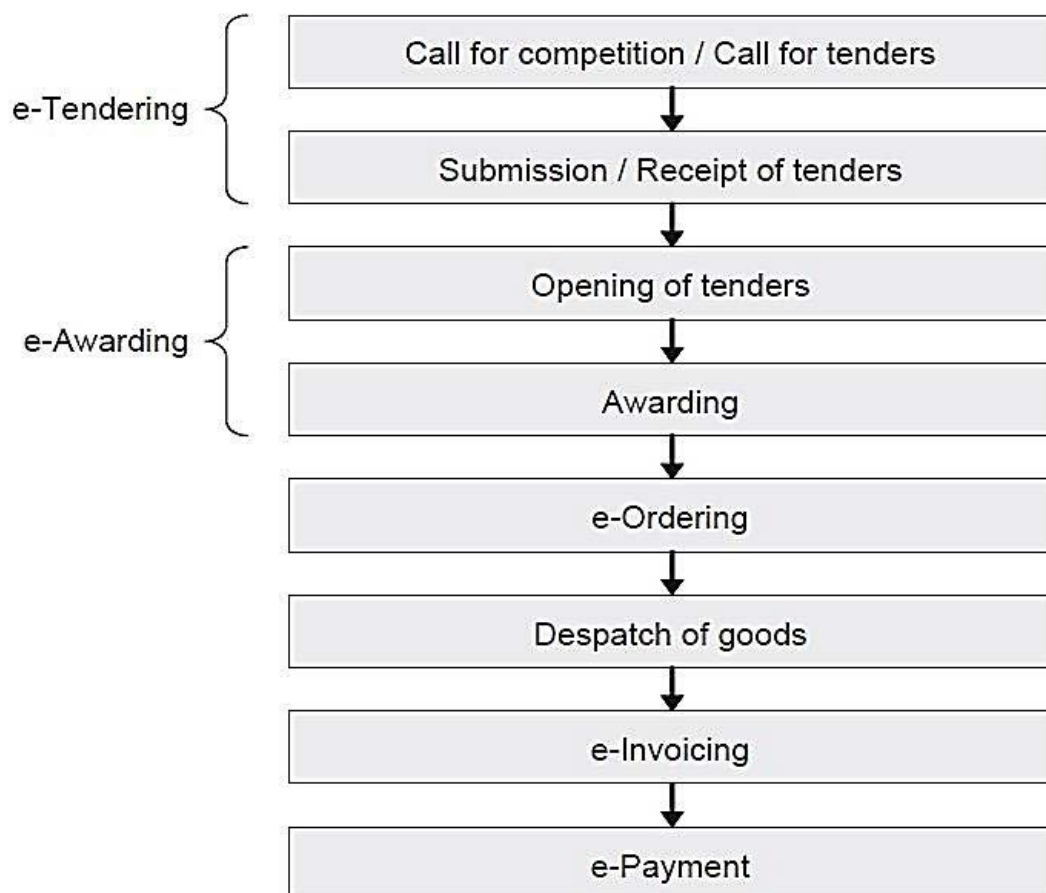 Call for competition / Call for tenders
e-Tendering
Submission / Receipt of tenders
Opening of tenders
e-Awarding
Awarding
e-Ordering
Despatch of goods
e-Invoicing
e-Payment